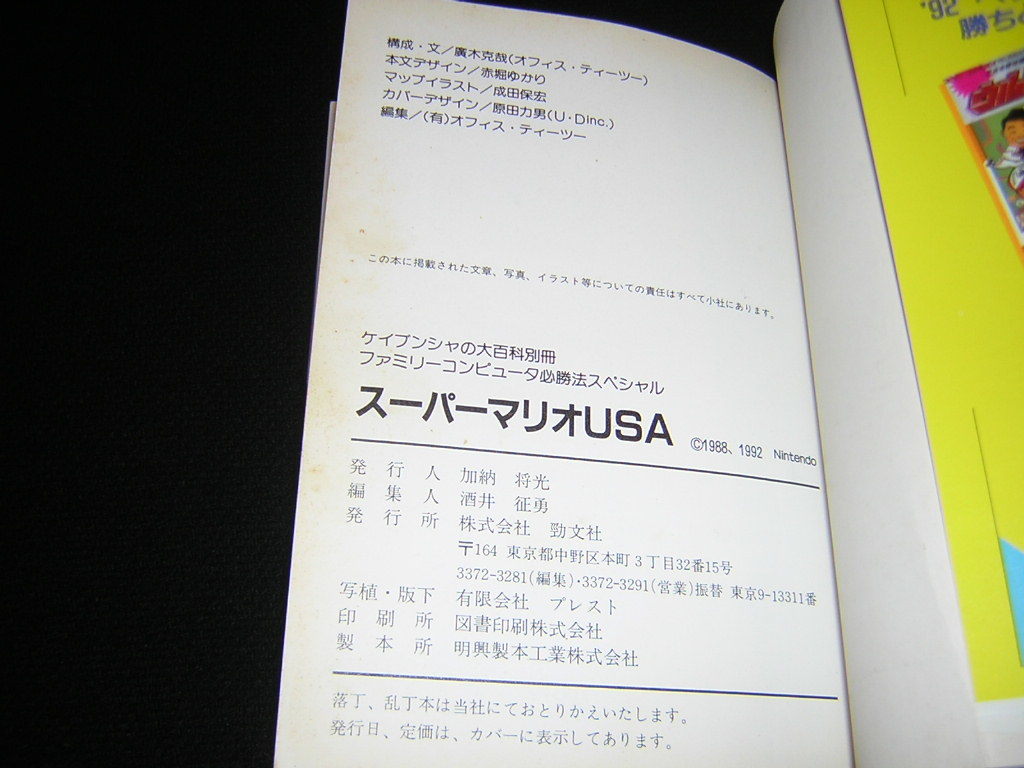 構成・文／廣木克哉(オフィス・ティーツー)
本文デザイン／赤堀ゆかり
マップイラスト／成田保宏
カバーデザイン／原田力男(U・Dinc.)
編集／(有)オフィス・ティーツー
この本に掲載された文章、写真、イラスト等についての責任はすべて小社にあります。
ケイブンシャの大百科別冊
ファミリーコンピュータ必勝法スペシャル
スーパーマリオUSA ©1988、1992 Nintendo
発行人 加納 将光
編集人 酒井 征勇
発行所 株式会社 勁文社
〒164 東京都中野区本町3丁目32番15号
3372-3281(編集)・3372-3291(営業)振替 東京9-13311番
写植・版下 有限会社 プレスト
印刷所 図書印刷株式会社
製本所 明興製本工業株式会社
落丁、乱丁本は当社にておとりかえいたします。
発行日、定価は、カバーに表示してあります。
'92
勝ち